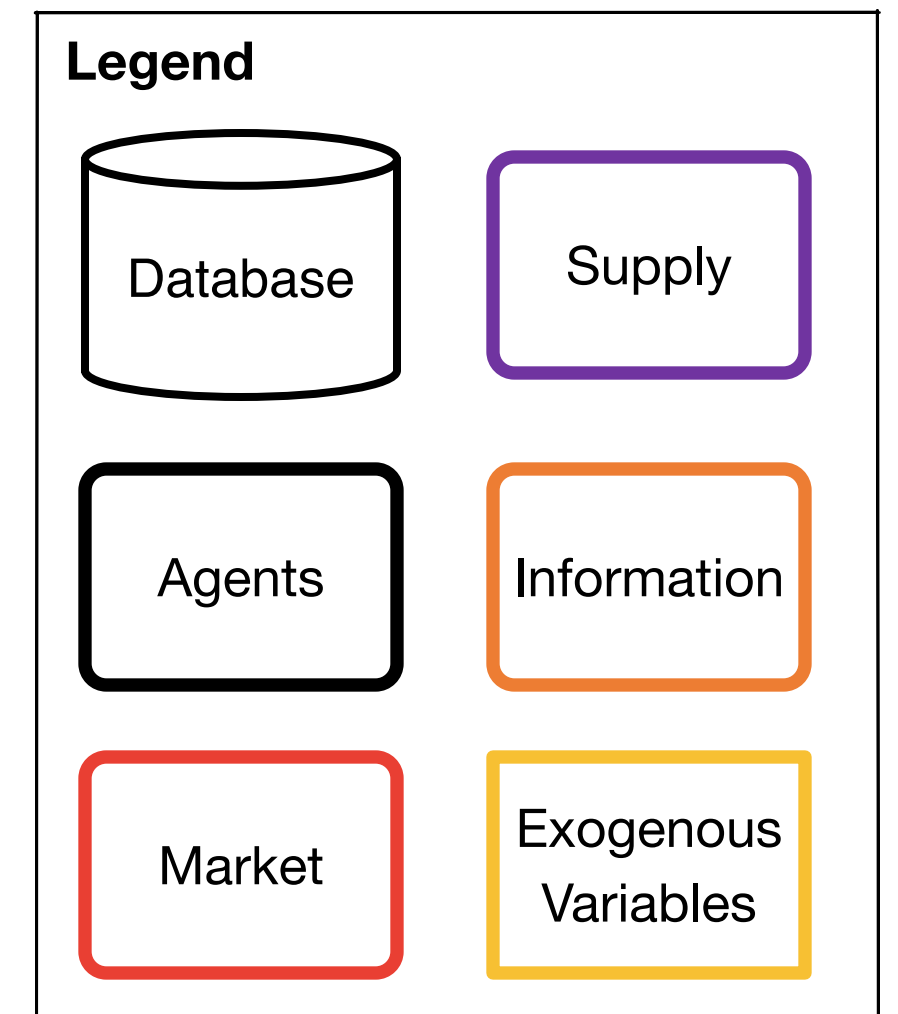 Legend
Database
Supply
Agents
Information
Market
Exogenous
Variables